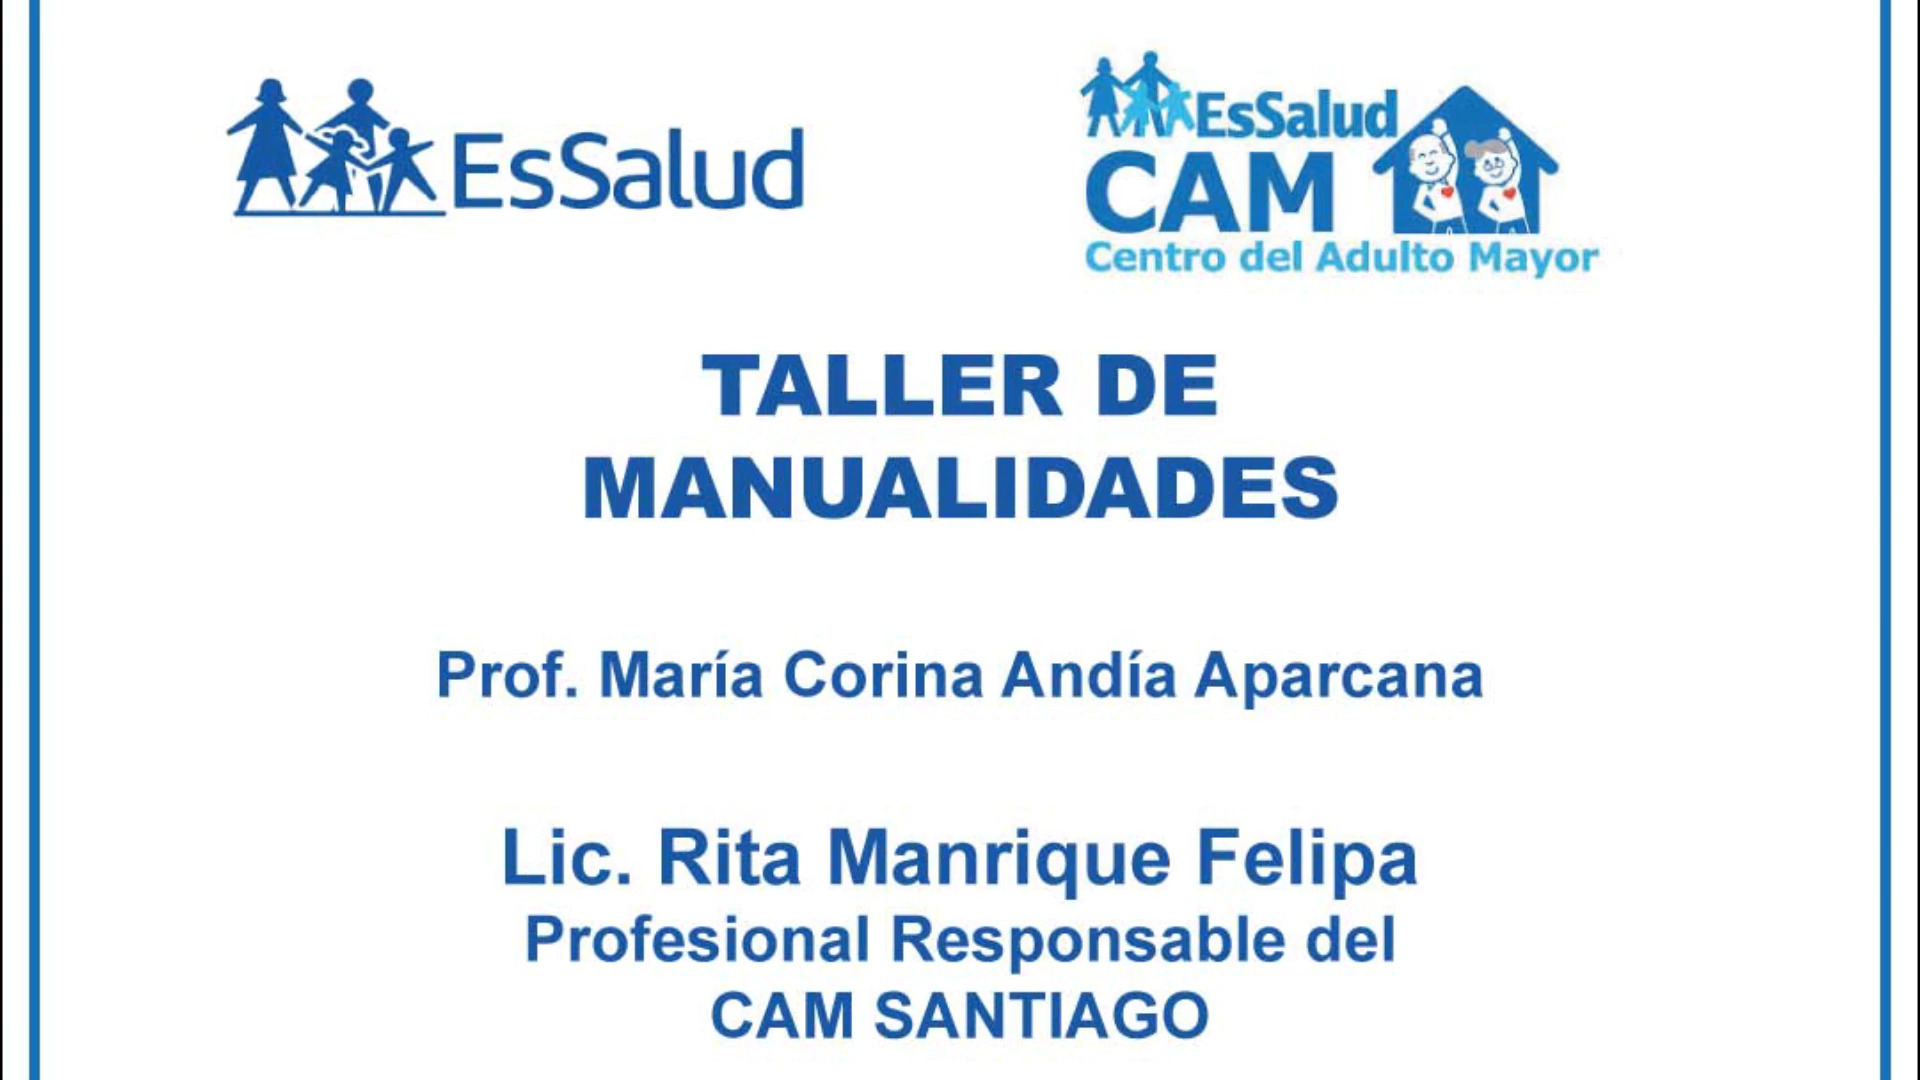 EsSalud
EsSalud
CAM
Centro del Adulto Mayor
TALLER DE
MANUALIDADES
Prof. María Corina Andía Aparcana
Lic. Rita Manrique Felipa
Profesional Responsable del
CAM SANTIAGO